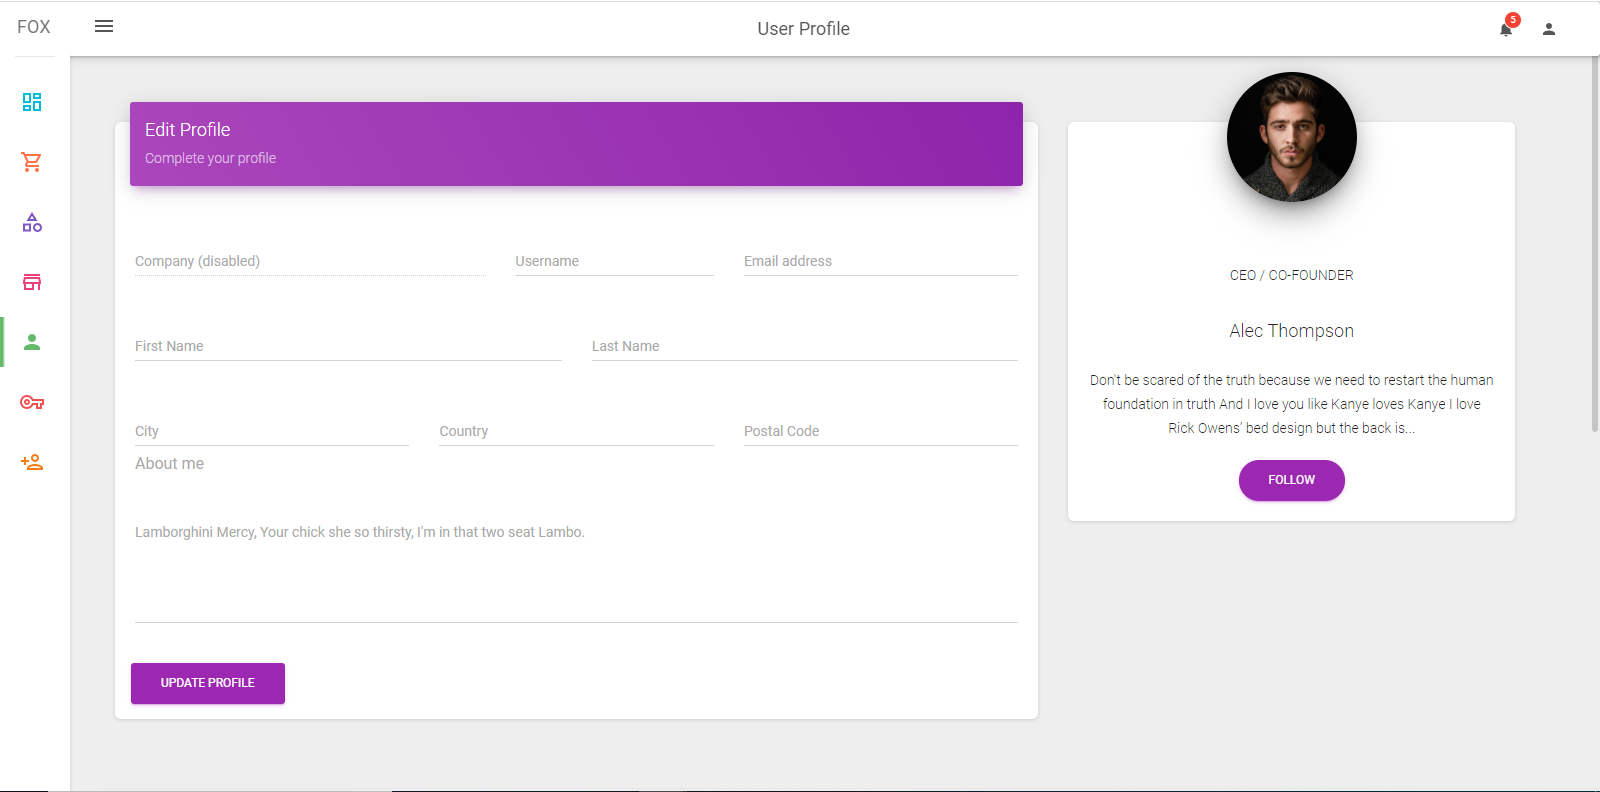 FOX
User Profile
5
Edit Profile
Complete your profile
Company (disabled)
Username
Email address
First Name
Last Name
City
Country
Postal Code
About me
Lamborghini Mercy, Your chick she so thirsty, I'm in that two seat Lambo.
UPDATE PROFILE
CEO / CO-FOUNDER
Alec Thompson
Don't be scared of the truth because we need to restart the human
foundation in truth And I love you like Kanye loves Kanye I love
Rick Owens' bed design but the back is...
FOLLOW